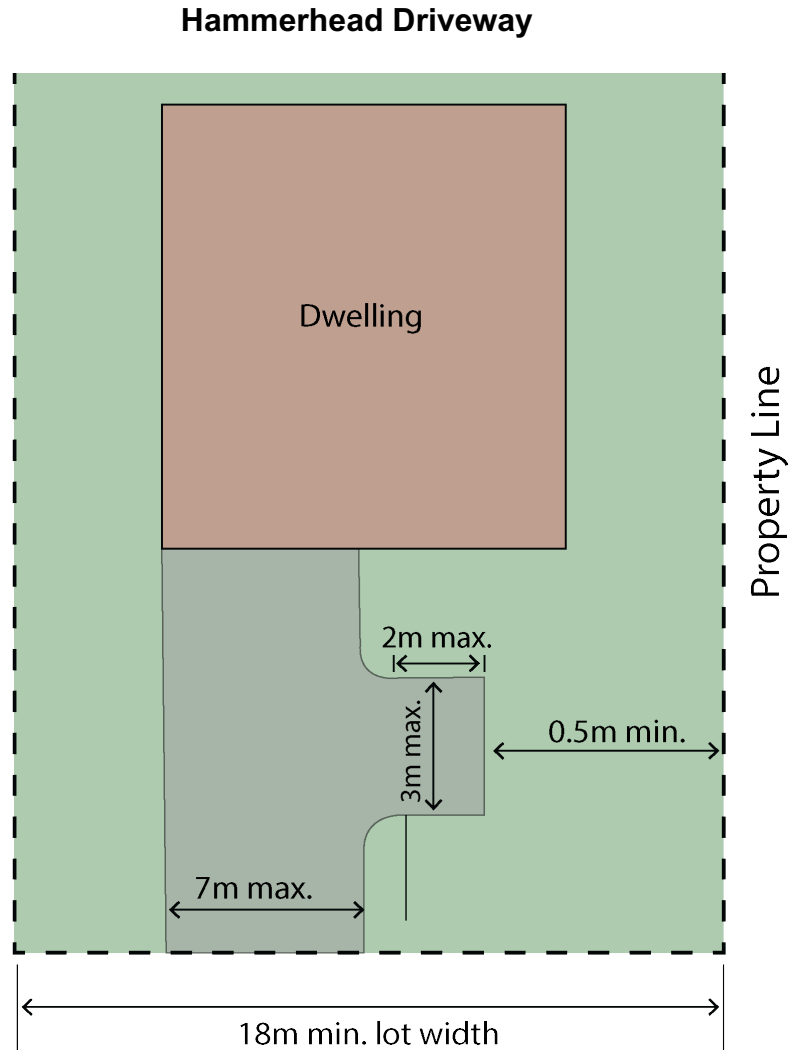 Hammerhead Driveway
Dwelling
Property Line
2m max.
3m max.
0.5m min.
7m max.
18m min. lot width